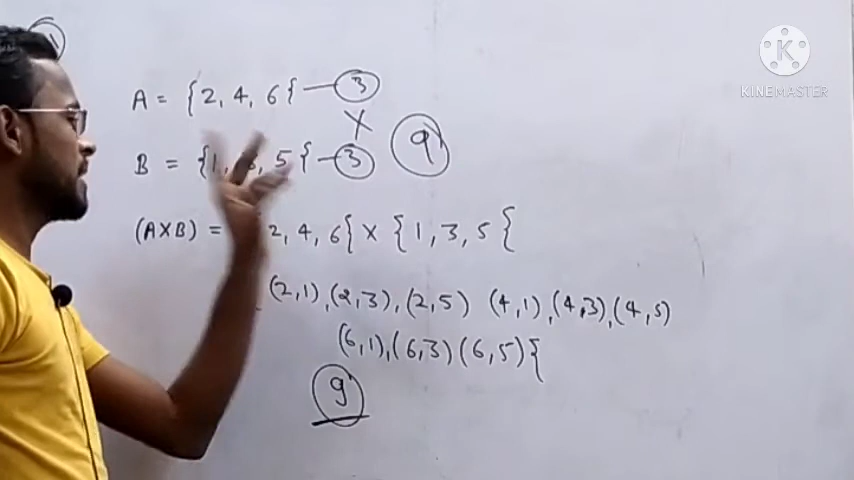 A = {2, 4, 6{ — 3
X 9
B = {1, , 5{ — 3
(AXB) = 2, 4, 6{ X {1, 3, 5{
(2,1), (2,3), (2,5) (4,1), (4,3), (4,5)
(6,1), (6,3) (6,5){
9
KINEMASTER